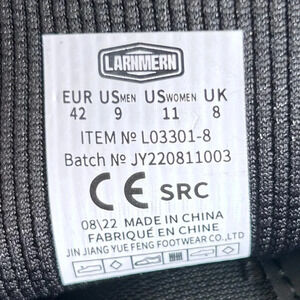 LARNMERN
EUR USMEN USWOMEN UK
42 9 11 8
ITEM № L03301-8
Batch № JY220811003
CE SRC
08\22 MADE IN CHINA
FABRIQUÉ EN CHINE
JIN JIANG YUE FENG FOOTWEAR CO.,LTD